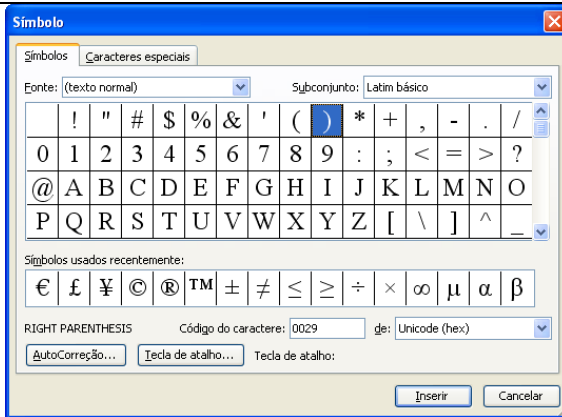 Símbolo
Símbolos Caracteres especiais
Fonte: (texto normal) Subconjunto: Latim básico
! " # $ % & ' ( ) * + , - . /
0 1 2 3 4 5 6 7 8 9 : ; < = > ?
@ A B C D E F G H I J K L M N O
P Q R S T U V W X Y Z [ \ ] ^ _
Símbolos usados recentemente:
€ £ ¥ © ® ™ ± ≠ ≤ ≥ ÷ × ∞ µ α β
RIGHT PARENTHESIS Código do caractere: 0029 de: Unicode (hex)
AutoCorreção... Tecla de atalho... Tecla de atalho:
Inserir Cancelar